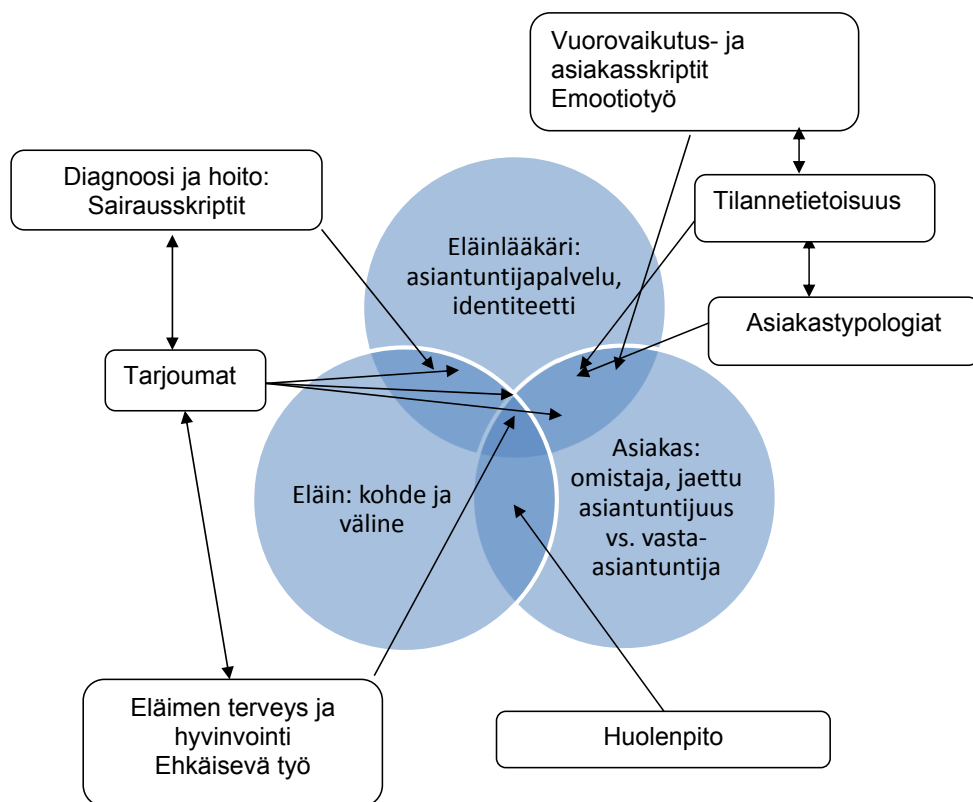 Vuorovaikutus- ja
asiakasskriptit
Emootiotyö
Diagnoosi ja hoito:
Sairausskriptit
Tilannetietoisuus
Eläinlääkäri:
asiantuntijapalvelu,
identiteetti
Asiakastypologiat
Tarjoumat
Eläin: kohde ja
väline
Asiakas:
omistaja, jaettu
asiantuntijuus
vs. vasta-
asiantuntija
Eläimen terveys ja
hyvinvointi
Ehkäisevä työ
Huolenpito